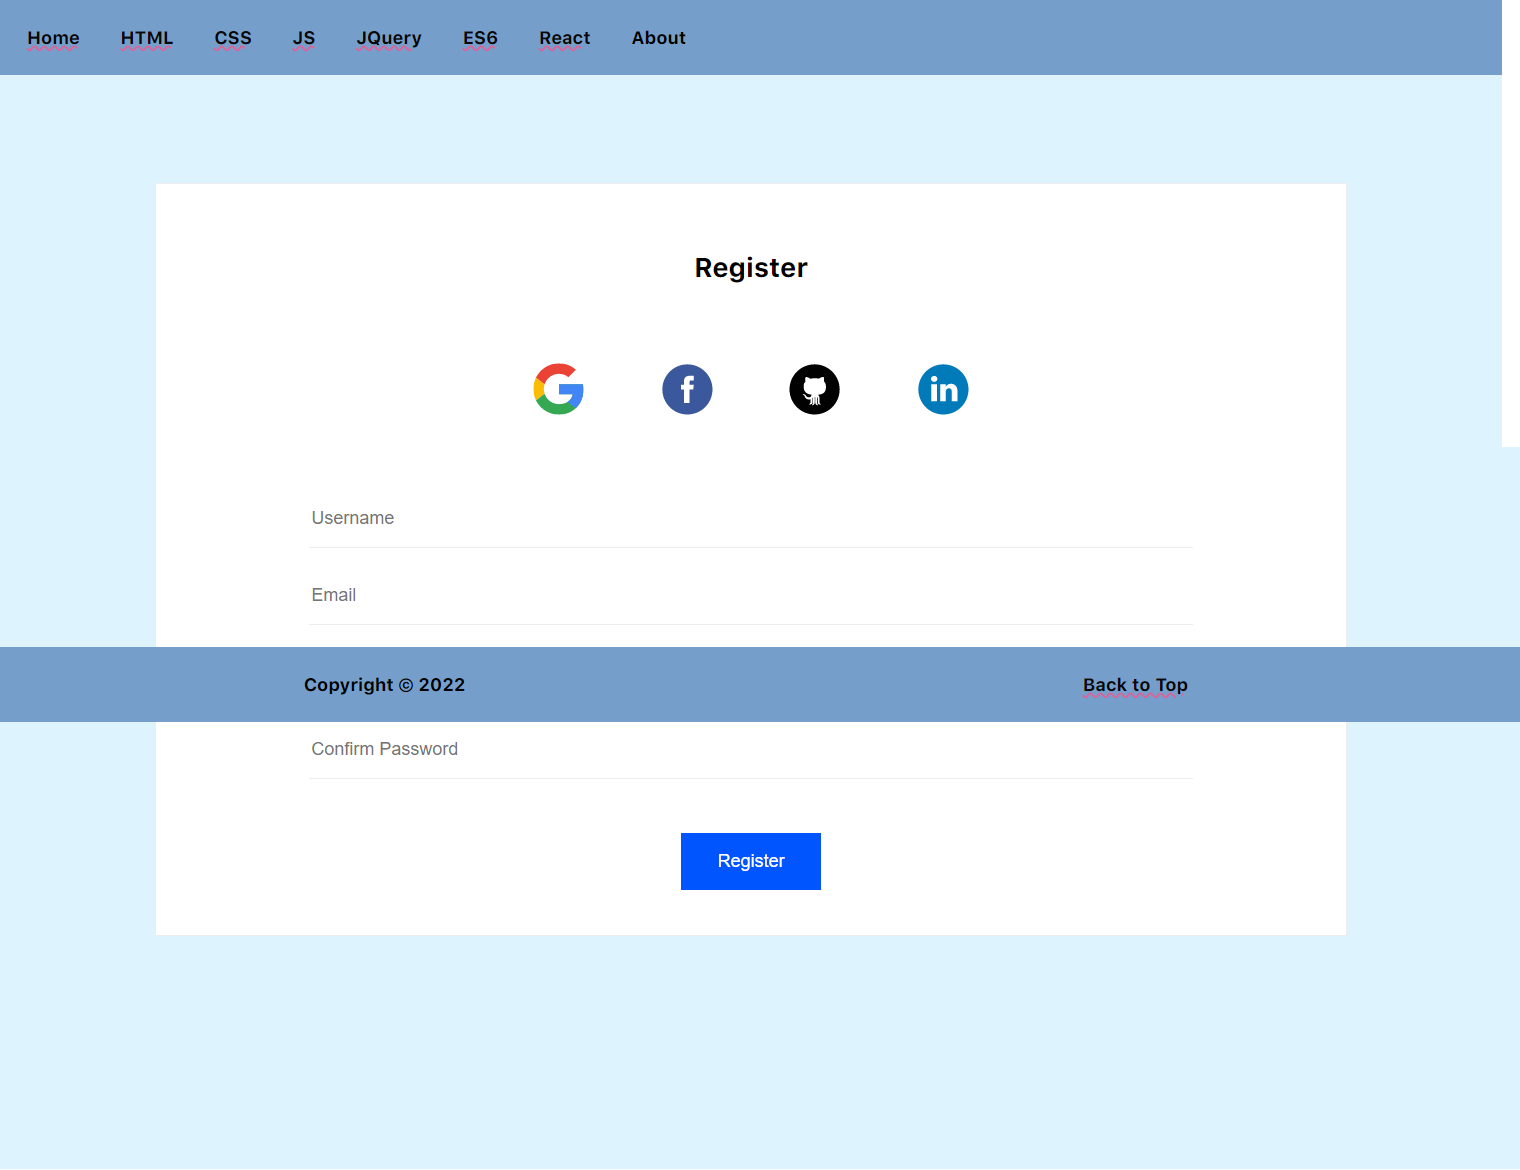 Home HTML CSS JS JQuery ES6 React About
Register
Username
Email
Copyright © 2022 Back to Top
Confirm Password
Register